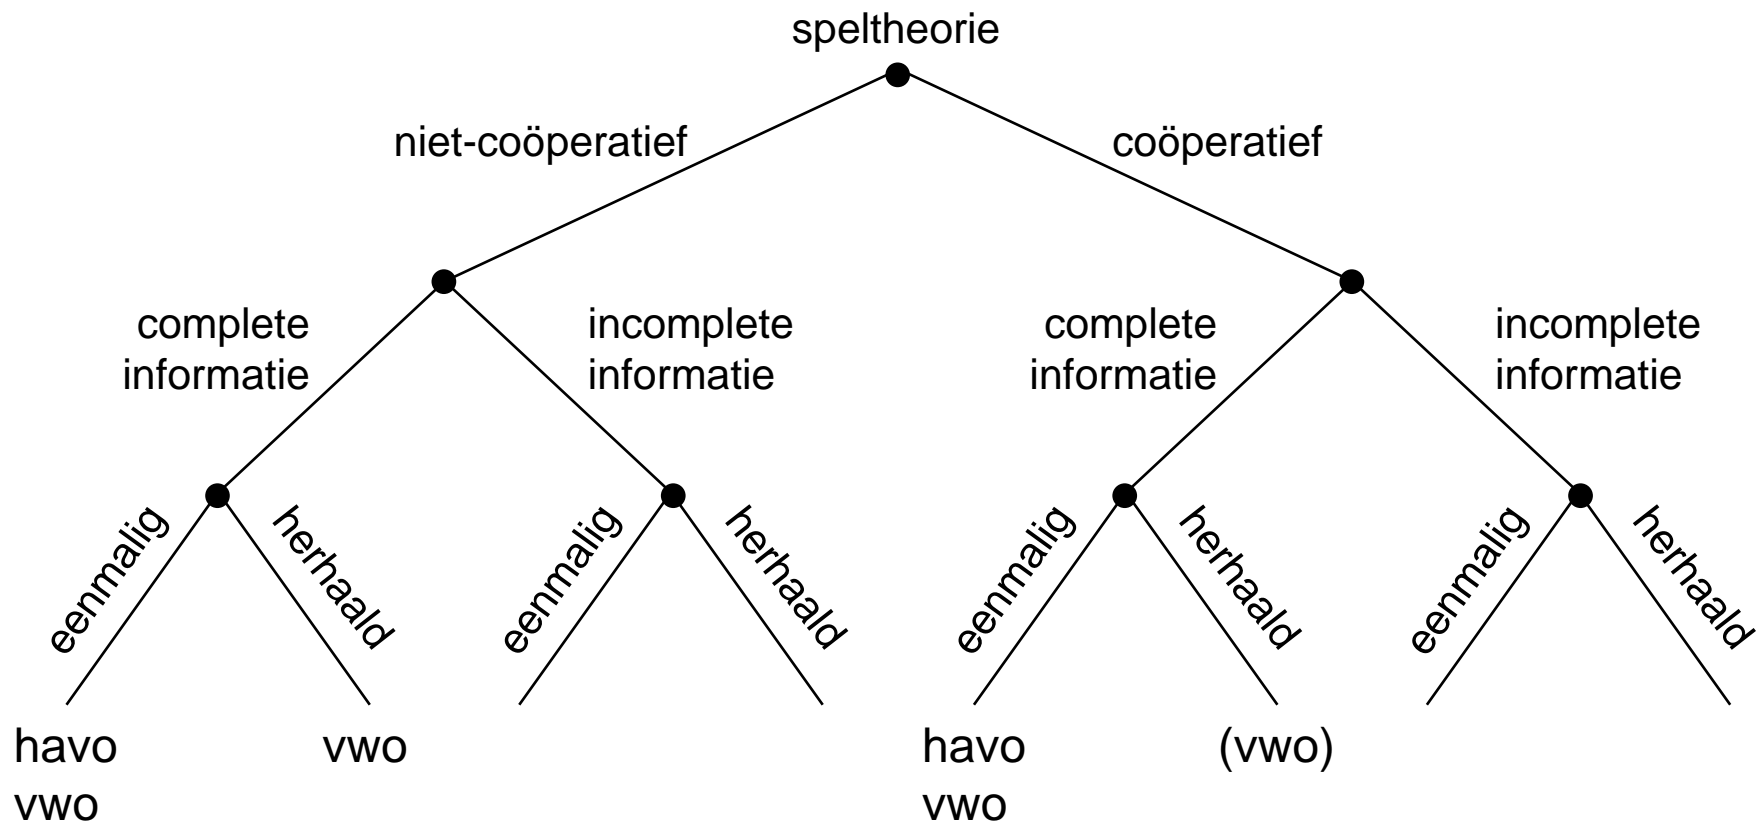 speltheorie
niet-coöperatief
coöperatief
complete
informatie
incomplete
informatie
complete
informatie
incomplete
informatie
eenmalig
herhaald
eenmalig
herhaald
eenmalig
herhaald
eenmalig
herhaald
havo
vwo
vwo
havo
vwo
(vwo)